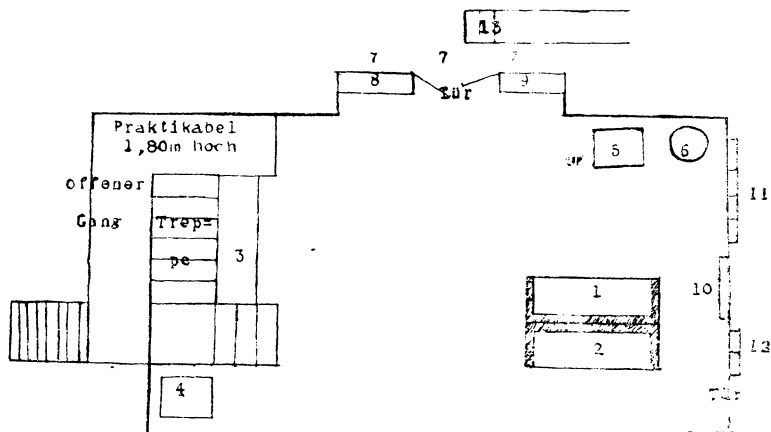 13
7 7 7
8 Tür 9
Praktikabel
1,80m hoch
5 6
offener
11
Gang Trep=
3
pe
10 1
2 12
4
Tür